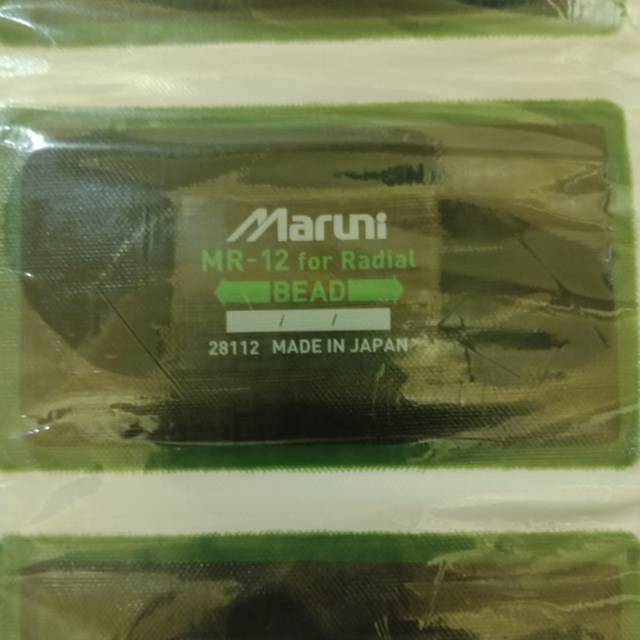 Maruni
MR-12 for Radial
BEAD
/ /
28112 MADE IN JAPAN